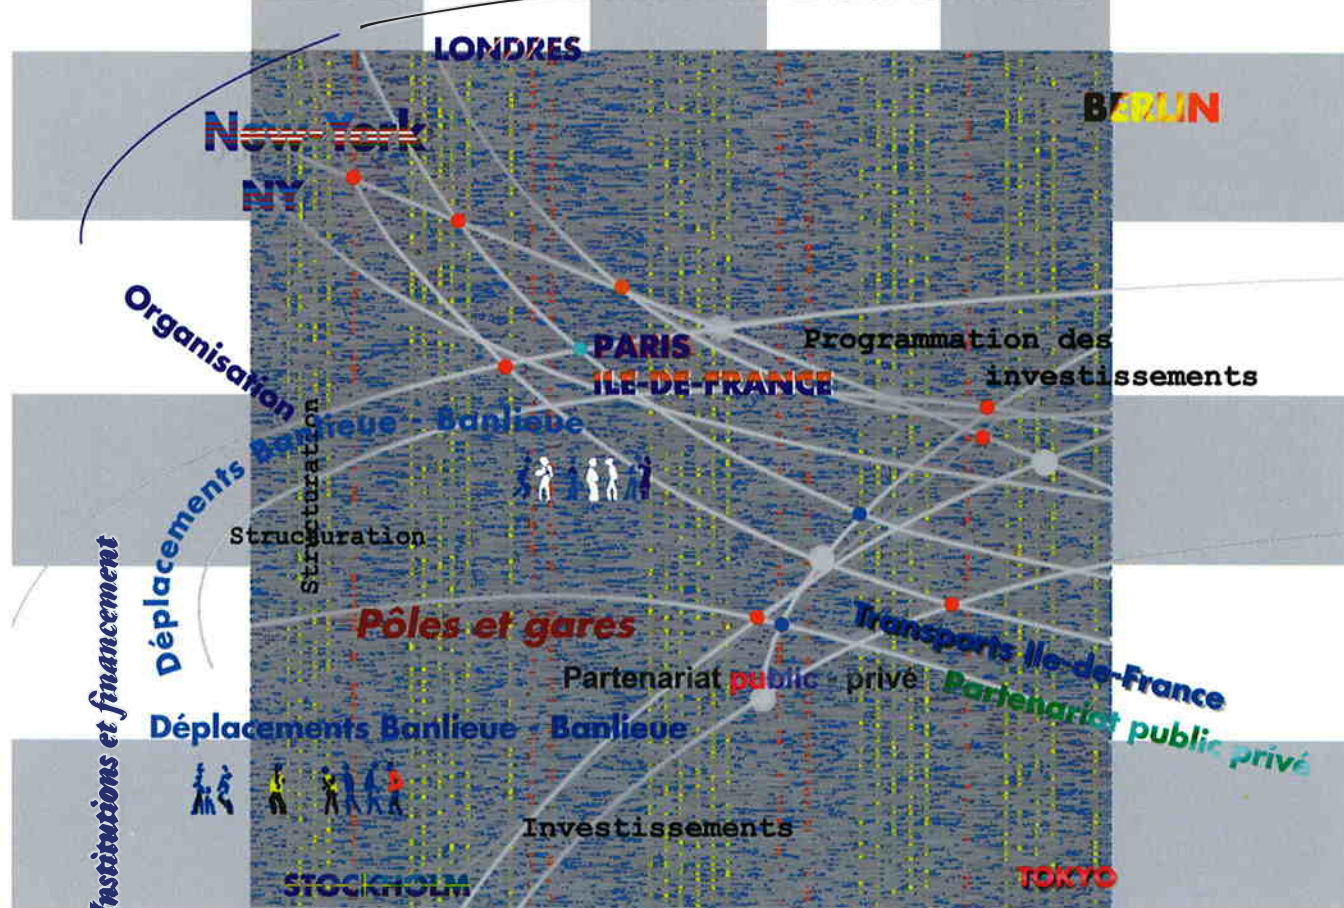 LONDRES
BERLIN
New-York
NY
Organisation
PARIS
ILE-DE-FRANCE
Programmation des
investissements
Déplacements Banlieue - Banlieue
Structuration
Structuration
Institutions et financement
Pôles et gares
Transports Ile-de-France
Partenariat public - privé
Partenariat public privé
Déplacements Banlieue - Banlieue
Investissements
STOCKHOLM
TOKYO